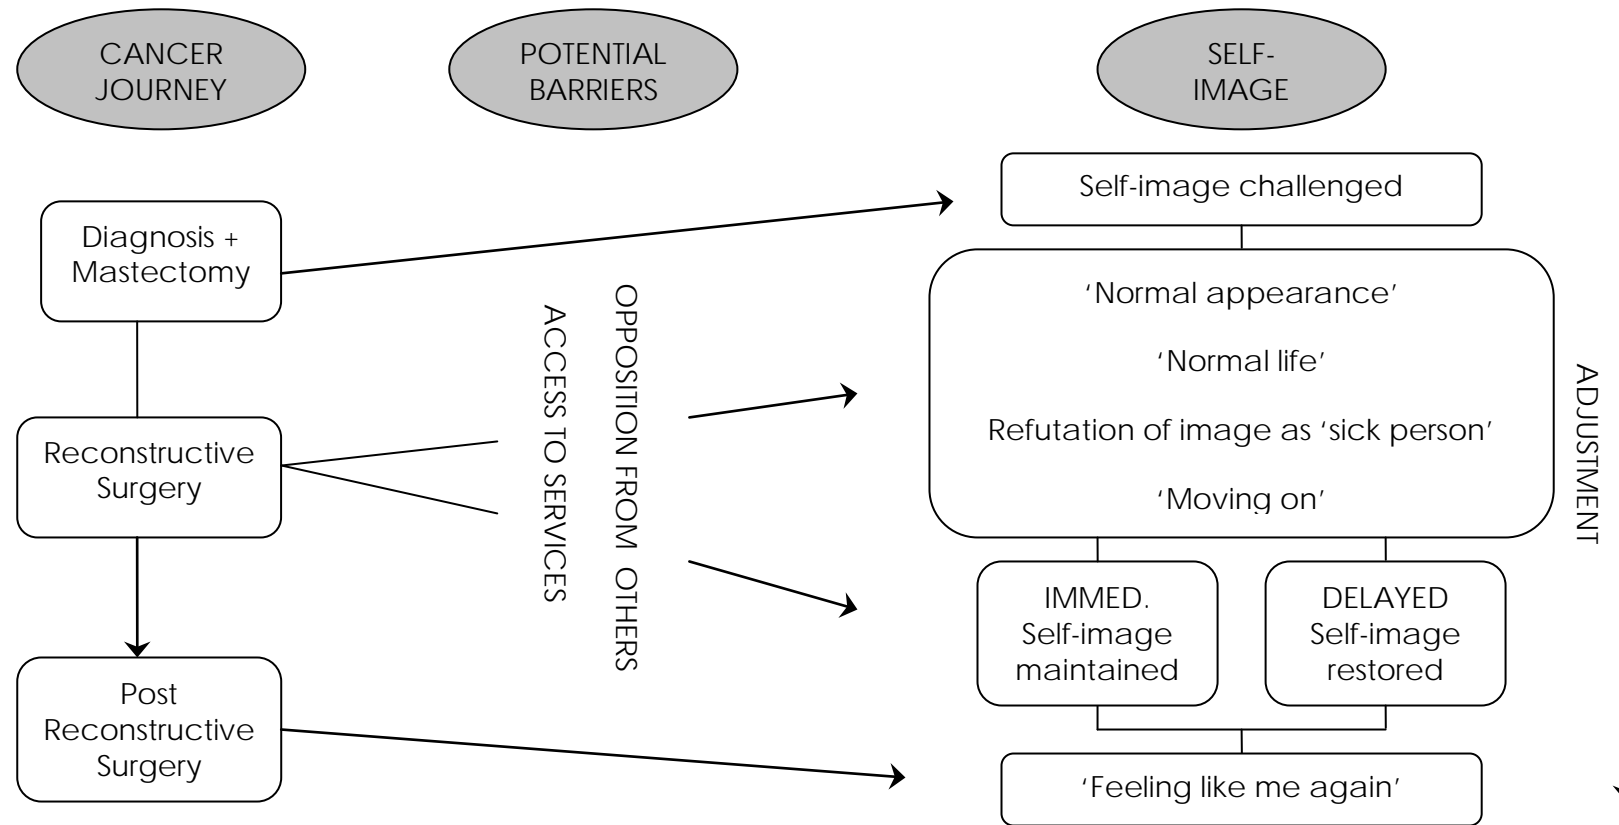 CANCER
JOURNEY
POTENTIAL
BARRIERS
SELF-
IMAGE
Diagnosis +
Mastectomy
Reconstructive
Surgery
Post
Reconstructive
Surgery
ACCESS TO SERVICES
OPPOSITION FROM OTHERS
Self-image challenged
‘Normal appearance’
‘Normal life’
Refutation of image as ‘sick person’
‘Moving on’
IMMED.
Self-image
maintained
DELAYED
Self-image
restored
‘Feeling like me again’
ADJUSTMENT